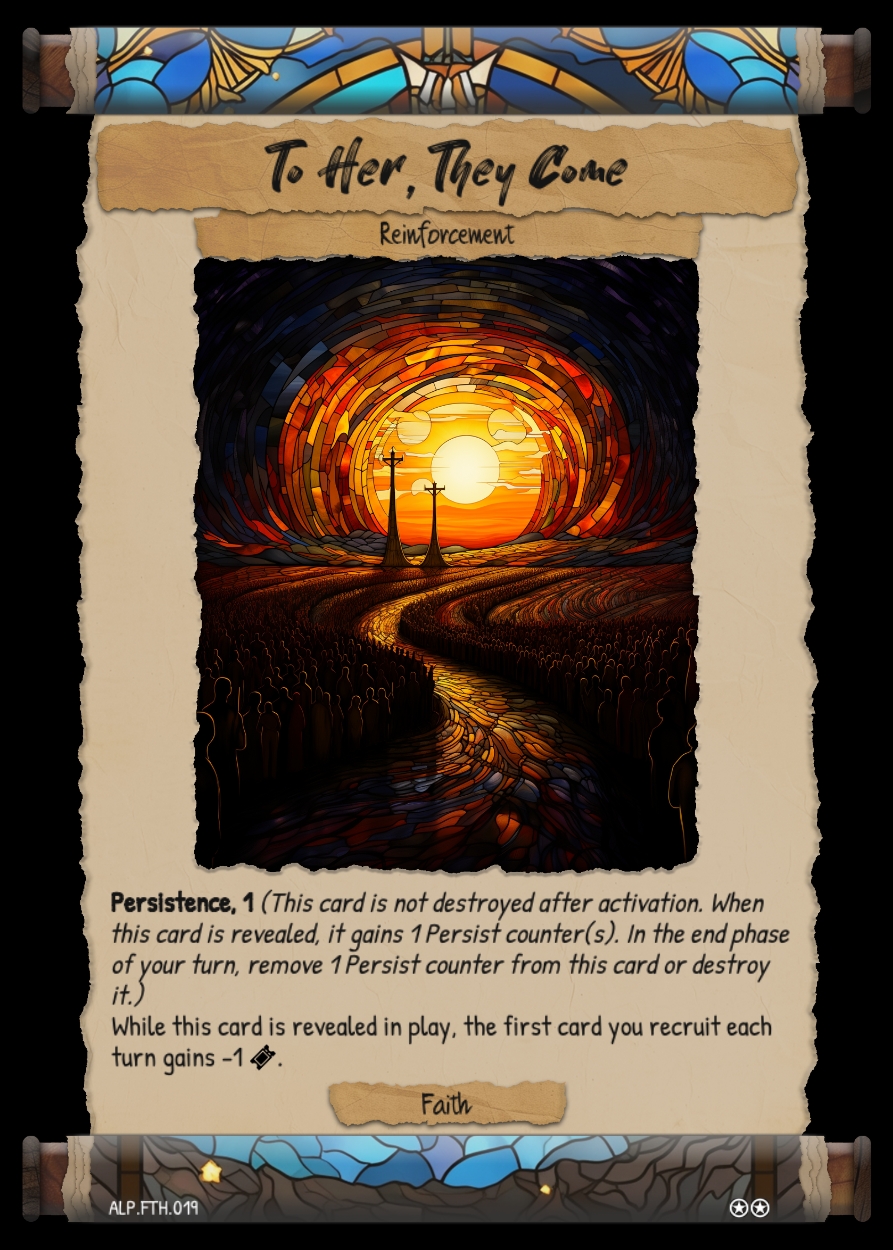 To Her, They Come
Reinforcement
Persistence, 1 (This card is not destroyed after activation. When
this card is revealed, it gains 1 Persist counter(s). In the end phase
of your turn, remove 1 Persist counter from this card or destroy
it.)
While this card is revealed in play, the first card you recruit each
turn gains -1 .
Faith
ALP.FTH.019